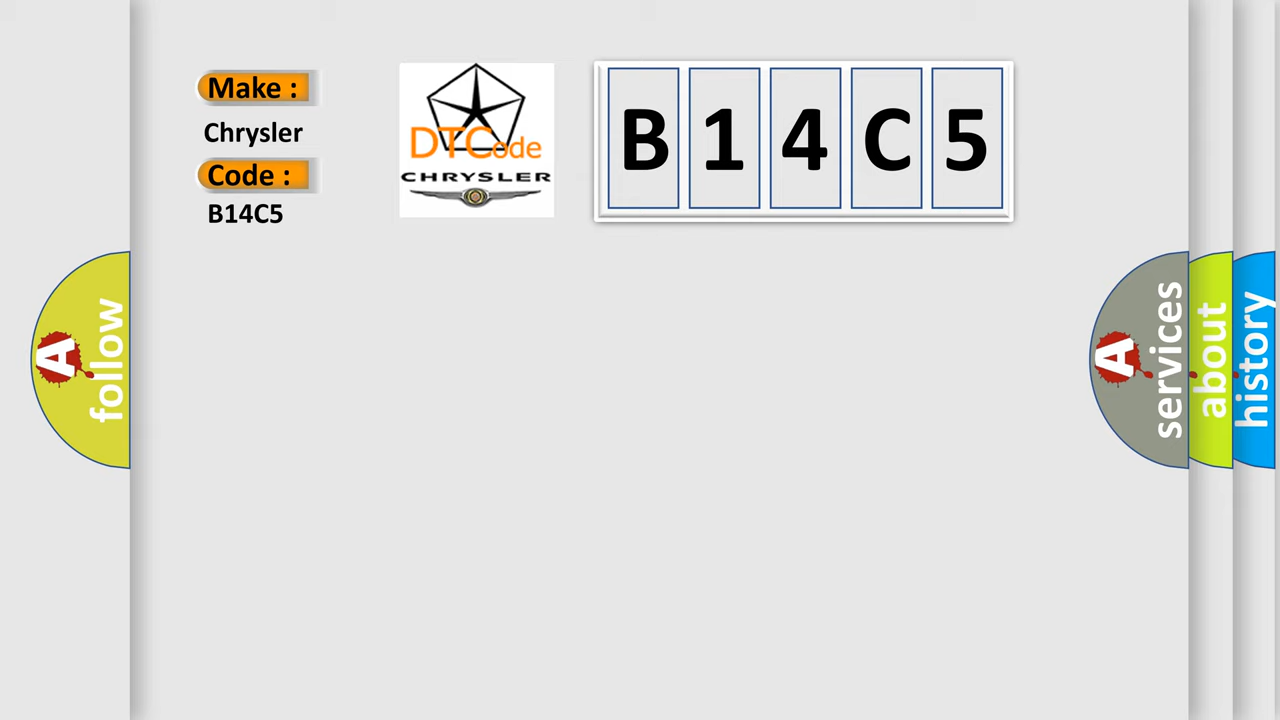 Make :
Chrysler
Code :
B14C5
DTCode
CHRYSLER
B 1 4 C 5
A follow
A services
about
history